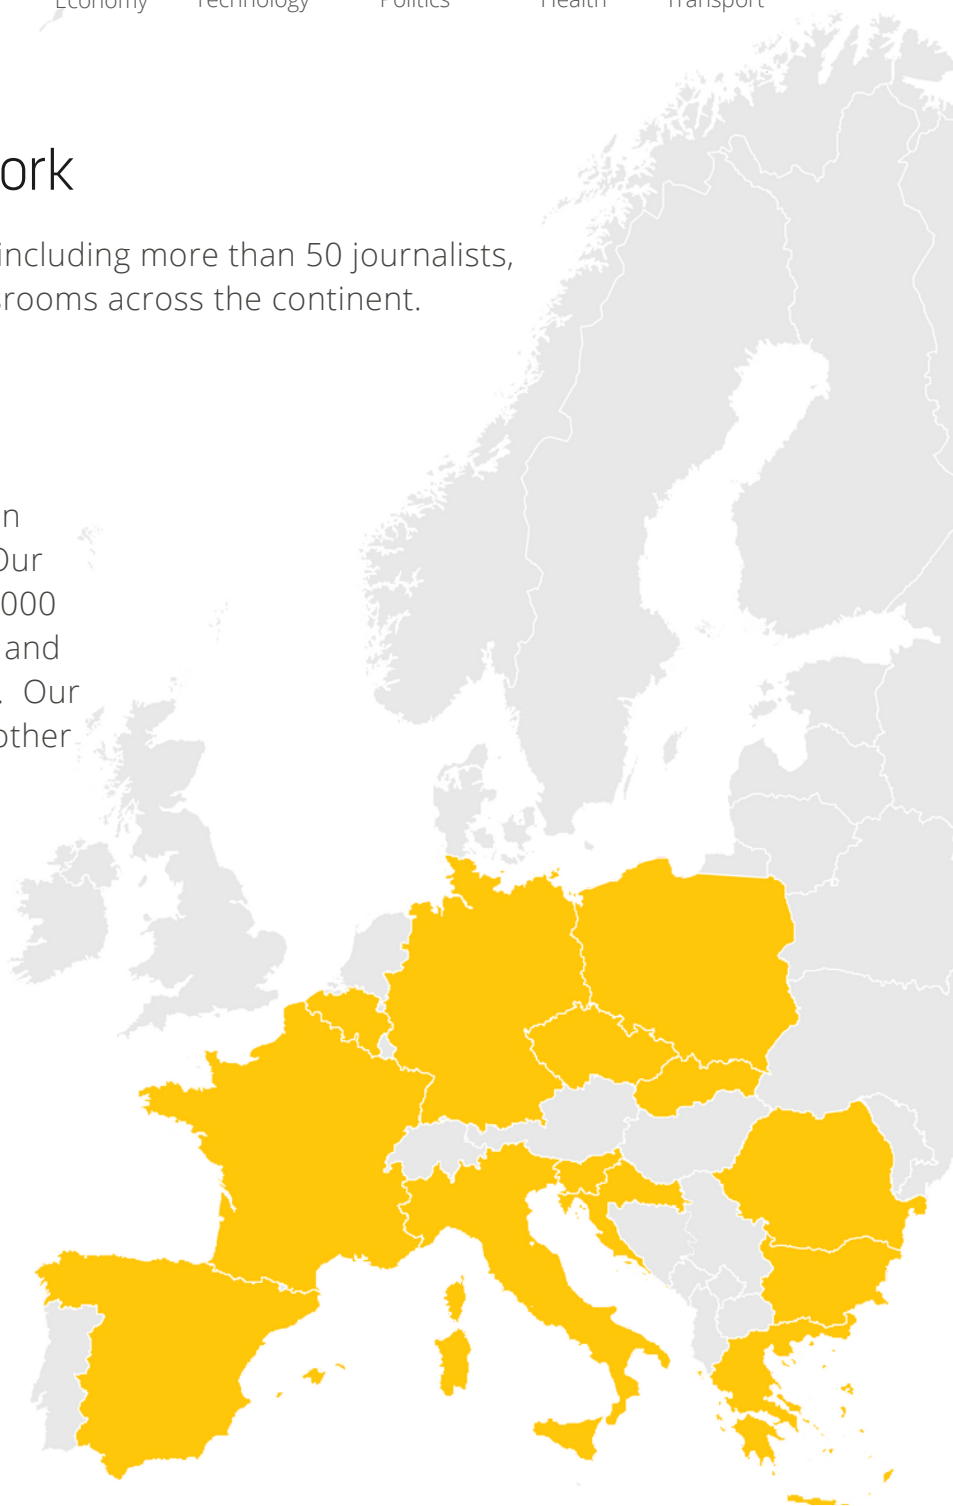 Economy Technology Politics Health Transport
ork
including more than 50 journalists,
srooms across the continent.
n
Our
000
and
. Our
other